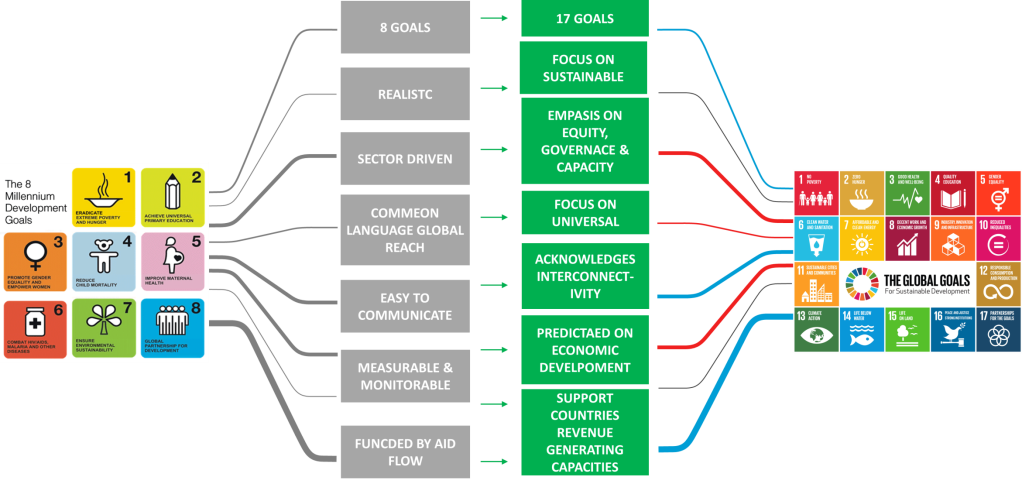 The 8
Millennium
Development
Goals
1
ERADICATE
EXTREME POVERTY
AND HUNGER
2
ACHIEVE UNIVERSAL
PRIMARY EDUCATION
3
PROMOTE GENDER
EQUALITY AND
EMPOWER WOMEN
4
REDUCE
CHILD MORTALITY
5
IMPROVE MATERNAL
HEALTH
6
COMBAT HIV/AIDS,
MALARIA AND OTHER
DISEASES
7
ENSURE
ENVIRONMENTAL
SUSTAINABILITY
8
GLOBAL
PARTNERSHIP FOR
DEVELOPMENT
8 GOALS
REALISTC
SECTOR DRIVEN
COMMEON
LANGUAGE GLOBAL
REACH
EASY TO
COMMUNICATE
MEASURABLE &
MONITORABLE
FUNCDED BY AID
FLOW
17 GOALS
FOCUS ON
SUSTAINABLE
EMPASIS ON
EQUITY,
GOVERNACE &
CAPACITY
FOCUS ON
UNIVERSAL
ACKNOWLEDGES
INTERCONNECT-
IVITY
PREDICTAED ON
ECONOMIC
DEVELPOMENT
SUPPORT
COUNTRIES
REVENUE
GENERATING
CAPACITIES
1 NO
POVERTY
2 ZERO
HUNGER
3 GOOD HEALTH
AND WELL-BEING
4 QUALITY
EDUCATION
5 GENDER
EQUALITY
6 CLEAN WATER
AND SANITATION
7 AFFORDABLE AND
CLEAN ENERGY
8 DECENT WORK AND
ECONOMIC GROWTH
9 INDUSTRY, INNOVATION
AND INFRASTRUCTURE
10 REDUCED
INEQUALITIES
11 SUSTAINABLE CITIES
AND COMMUNITIES
THE GLOBAL GOALS
For Sustainable Development
12 RESPONSIBLE
CONSUMPTION
AND PRODUCTION
13 CLIMATE
ACTION
14 LIFE BELOW
WATER
15 LIFE
ON LAND
16 PEACE AND JUSTICE
STRONG INSTITUTIONS
17 PARTNERSHIPS
FOR THE GOALS